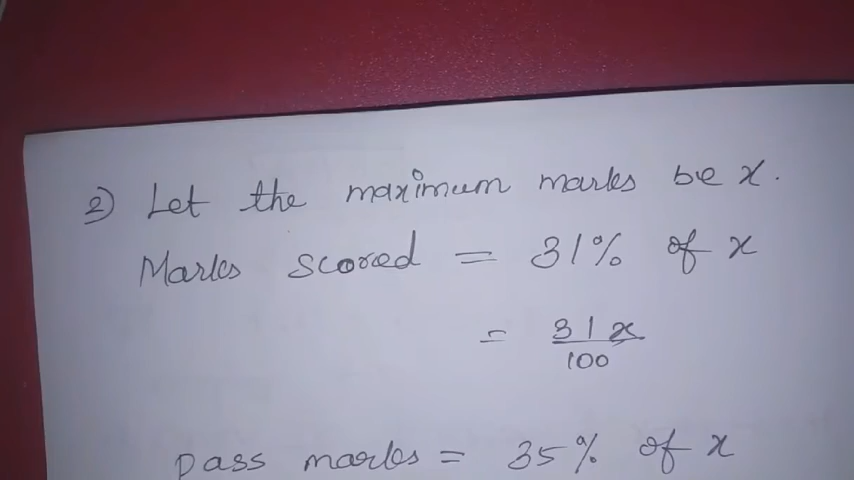 2) Let the maximum marks be x.
Marks scored = 31% of x
= 31x/100
pass marks = 35% of x